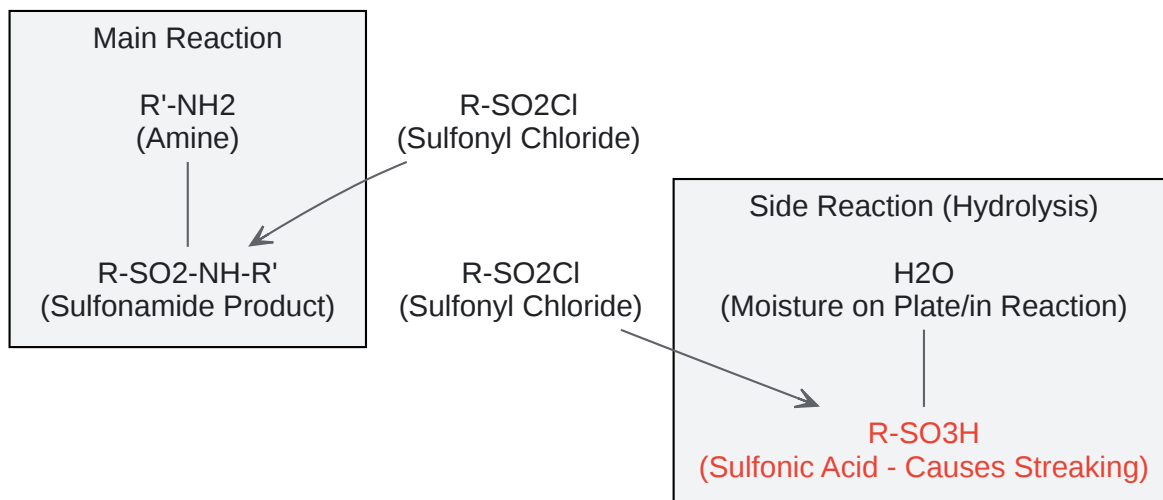 Main Reaction
R'-NH2
(Amine)
R-SO2Cl
(Sulfonyl Chloride)
R-SO2-NH-R'
(Sulfonamide Product)
R-SO2Cl
(Sulfonyl Chloride)
Side Reaction (Hydrolysis)
H2O
(Moisture on Plate/in Reaction)
R-SO3H
(Sulfonic Acid - Causes Streaking)